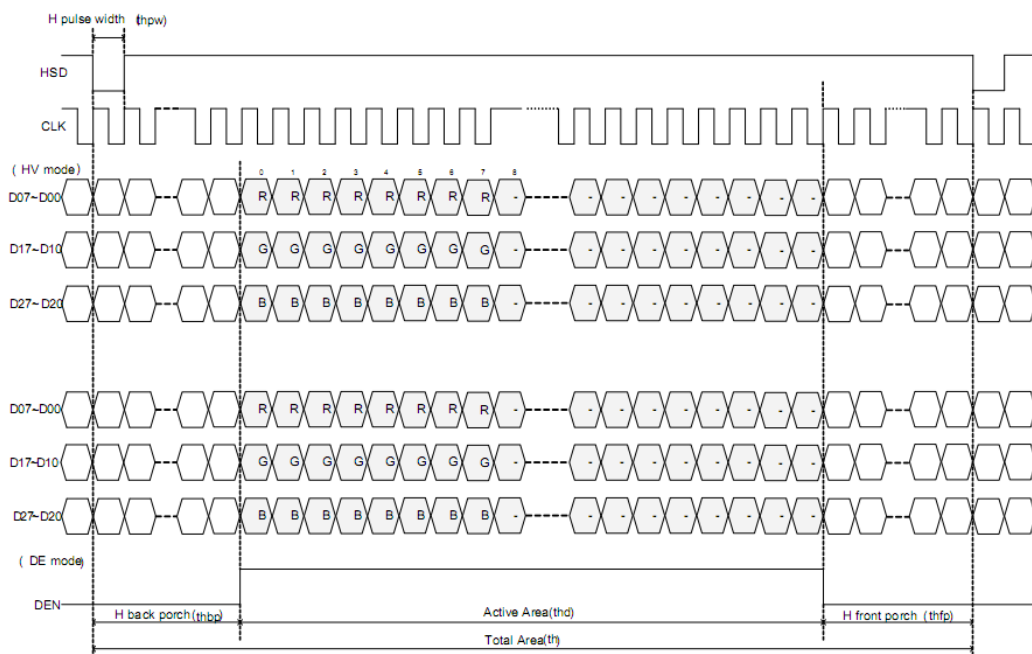 H pulse width (thpw)
HSD
CLK
( HV mode)
0 1 2 3 4 5 6 7 8
D07~D00 R R R R R R R R - - - - - - - - -
D17~D10 G G G G G G G G - - - - - - - - -
D27~D20 B B B B B B B B - - - - - - - - -
D07~D00 R R R R R R R R - - - - - - - - -
D17~D10 G G G G G G G G - - - - - - - - -
D27~D20 B B B B B B B B - - - - - - - - -
( DE mode)
DEN
H back porch (thbp) Active Area(thd) H front porch (thfp)
Total Area(th)